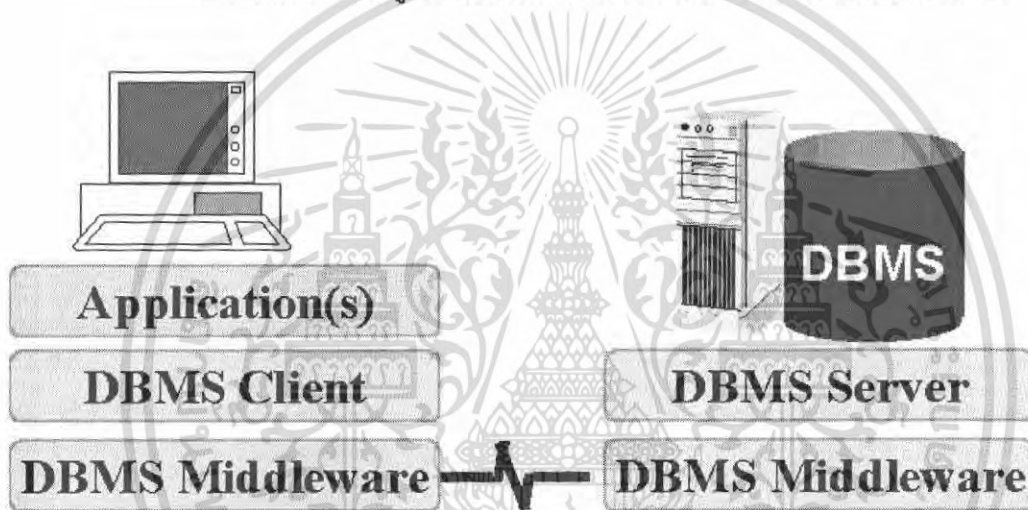 DBMS
Application(s)
DBMS Client
DBMS Server
DBMS Middleware
DBMS Middleware